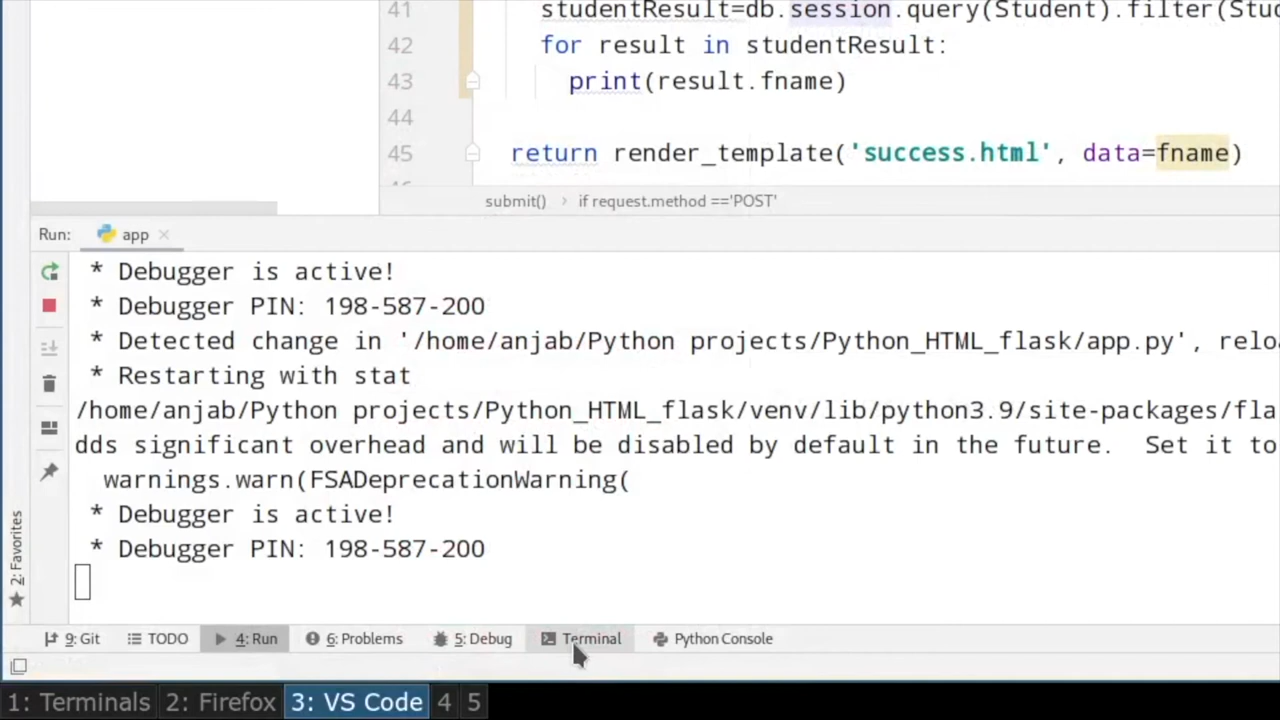 41 studentResult=db.session.query(Student).filter(Stu
42 for result in studentResult:
43 print(result.fname)
44
45 return render_template('success.html', data=fname)
submit() › if request.method =='POST'
Run: app
* Debugger is active!
* Debugger PIN: 198-587-200
* Detected change in '/home/anjab/Python projects/Python_HTML_flask/app.py', relo
* Restarting with stat
/home/anjab/Python projects/Python_HTML_flask/venv/lib/python3.9/site-packages/fla
dds significant overhead and will be disabled by default in the future.  Set it to
warnings.warn(FSADeprecationWarning(
* Debugger is active!
* Debugger PIN: 198-587-200
2: Favorites
9: Git TODO 4: Run 6: Problems 5: Debug Terminal Python Console
1: Terminals 2: Firefox 3: VS Code 4 5